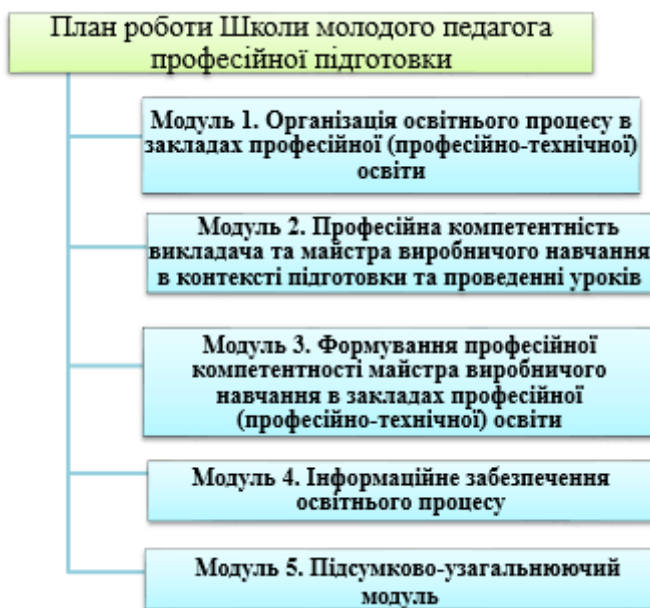 План роботи Школи молодого педагога
професійної підготовки
Модуль 1. Організація освітнього процесу в
закладах професійної (професійно-технічної)
освіти
Модуль 2. Професійна компетентність
викладача та майстра виробничого навчання
в контексті підготовки та проведенні уроків
Модуль 3. Формування професійної
компетентності майстра виробничого
навчання в закладах професійної
(професійно-технічної) освіти
Модуль 4. Інформаційне забезпечення
освітнього процесу
Модуль 5. Підсумково-узагальнюючий
модуль